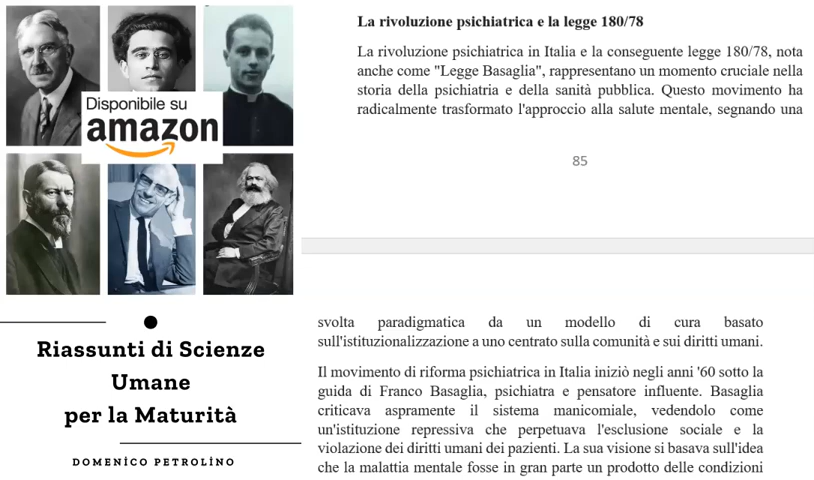 Disponibile su
amazon
Riassunti di Scienze
Umane
per la Maturità
DOMENİCO PETROLİNO
La rivoluzione psichiatrica e la legge 180/78
La rivoluzione psichiatrica in Italia e la conseguente legge 180/78, nota
anche come "Legge Basaglia", rappresentano un momento cruciale nella
storia della psichiatria e della sanità pubblica. Questo movimento ha
radicalmente trasformato l'approccio alla salute mentale, segnando una
85
svolta paradigmatica da un modello di cura basato
sull'istituzionalizzazione a uno centrato sulla comunità e sui diritti umani.
Il movimento di riforma psichiatrica in Italia iniziò negli anni '60 sotto la
guida di Franco Basaglia, psichiatra e pensatore influente. Basaglia
criticava aspramente il sistema manicomiale, vedendolo come
un'istituzione repressiva che perpetuava l'esclusione sociale e la
violazione dei diritti umani dei pazienti. La sua visione si basava sull'idea
che la malattia mentale fosse in gran parte un prodotto delle condizioni